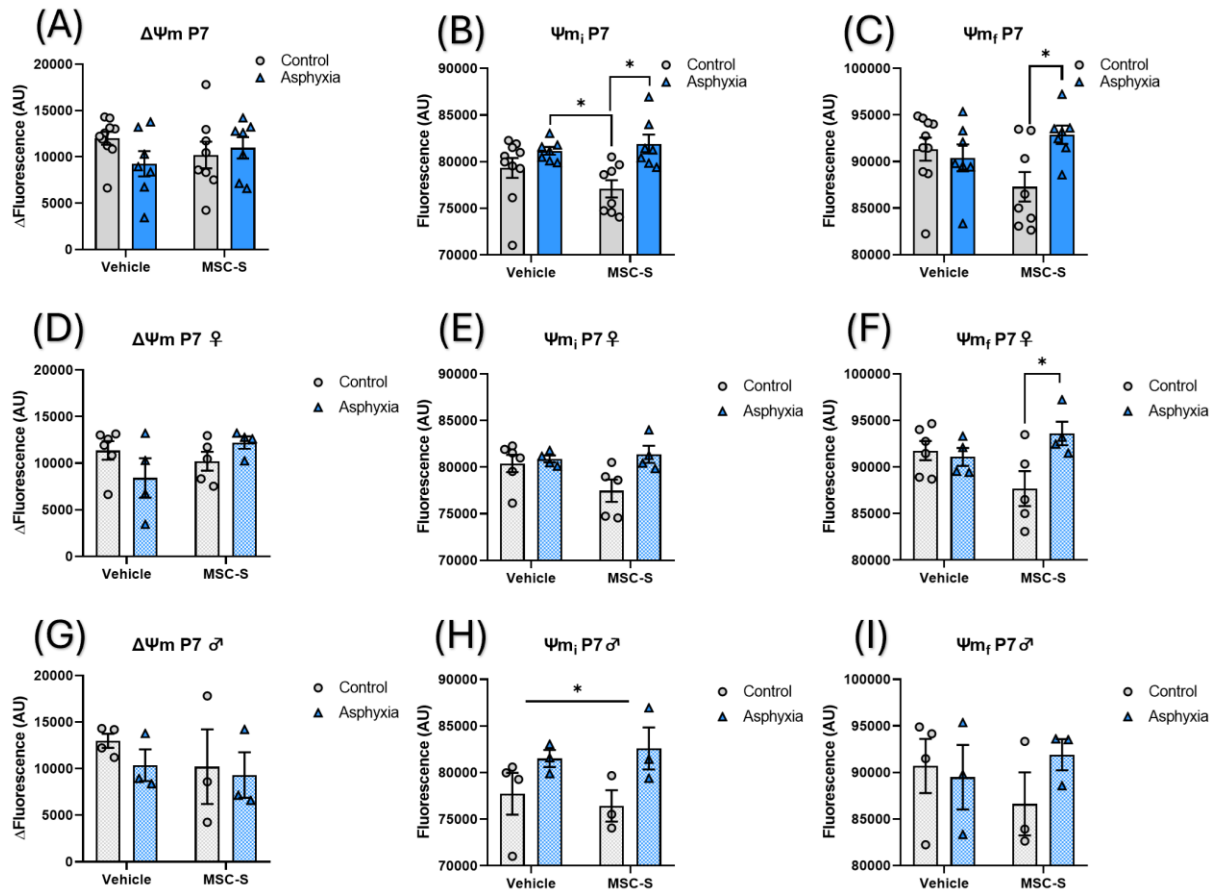 (A)
ΔΨm P7
Control
Asphyxia
ΔFluorescence (AU)
20000
15000
10000
5000
0
Vehicle
MSC-S
(B)
Ψmi P7
Control
Asphyxia
Fluorescence (AU)
90000
85000
80000
75000
70000
*
*
Vehicle
MSC-S
(C)
Ψmf P7
Control
Asphyxia
Fluorescence (AU)
100000
95000
90000
85000
80000
*
Vehicle
MSC-S
(D)
ΔΨm P7 ♀
Control
Asphyxia
ΔFluorescence (AU)
20000
15000
10000
5000
0
Vehicle
MSC-S
(E)
Ψmi P7 ♀
Control
Asphyxia
Fluorescence (AU)
90000
85000
80000
75000
70000
Vehicle
MSC-S
(F)
Ψmf P7 ♀
Control
Asphyxia
Fluorescence (AU)
100000
95000
90000
85000
80000
*
Vehicle
MSC-S
(G)
ΔΨm P7 ♂
Control
Asphyxia
ΔFluorescence (AU)
20000
15000
10000
5000
0
Vehicle
MSC-S
(H)
Ψmi P7 ♂
Control
Asphyxia
Fluorescence (AU)
90000
85000
80000
75000
70000
*
Vehicle
MSC-S
(I)
Ψmf P7 ♂
Control
Asphyxia
Fluorescence (AU)
100000
95000
90000
85000
80000
Vehicle
MSC-S